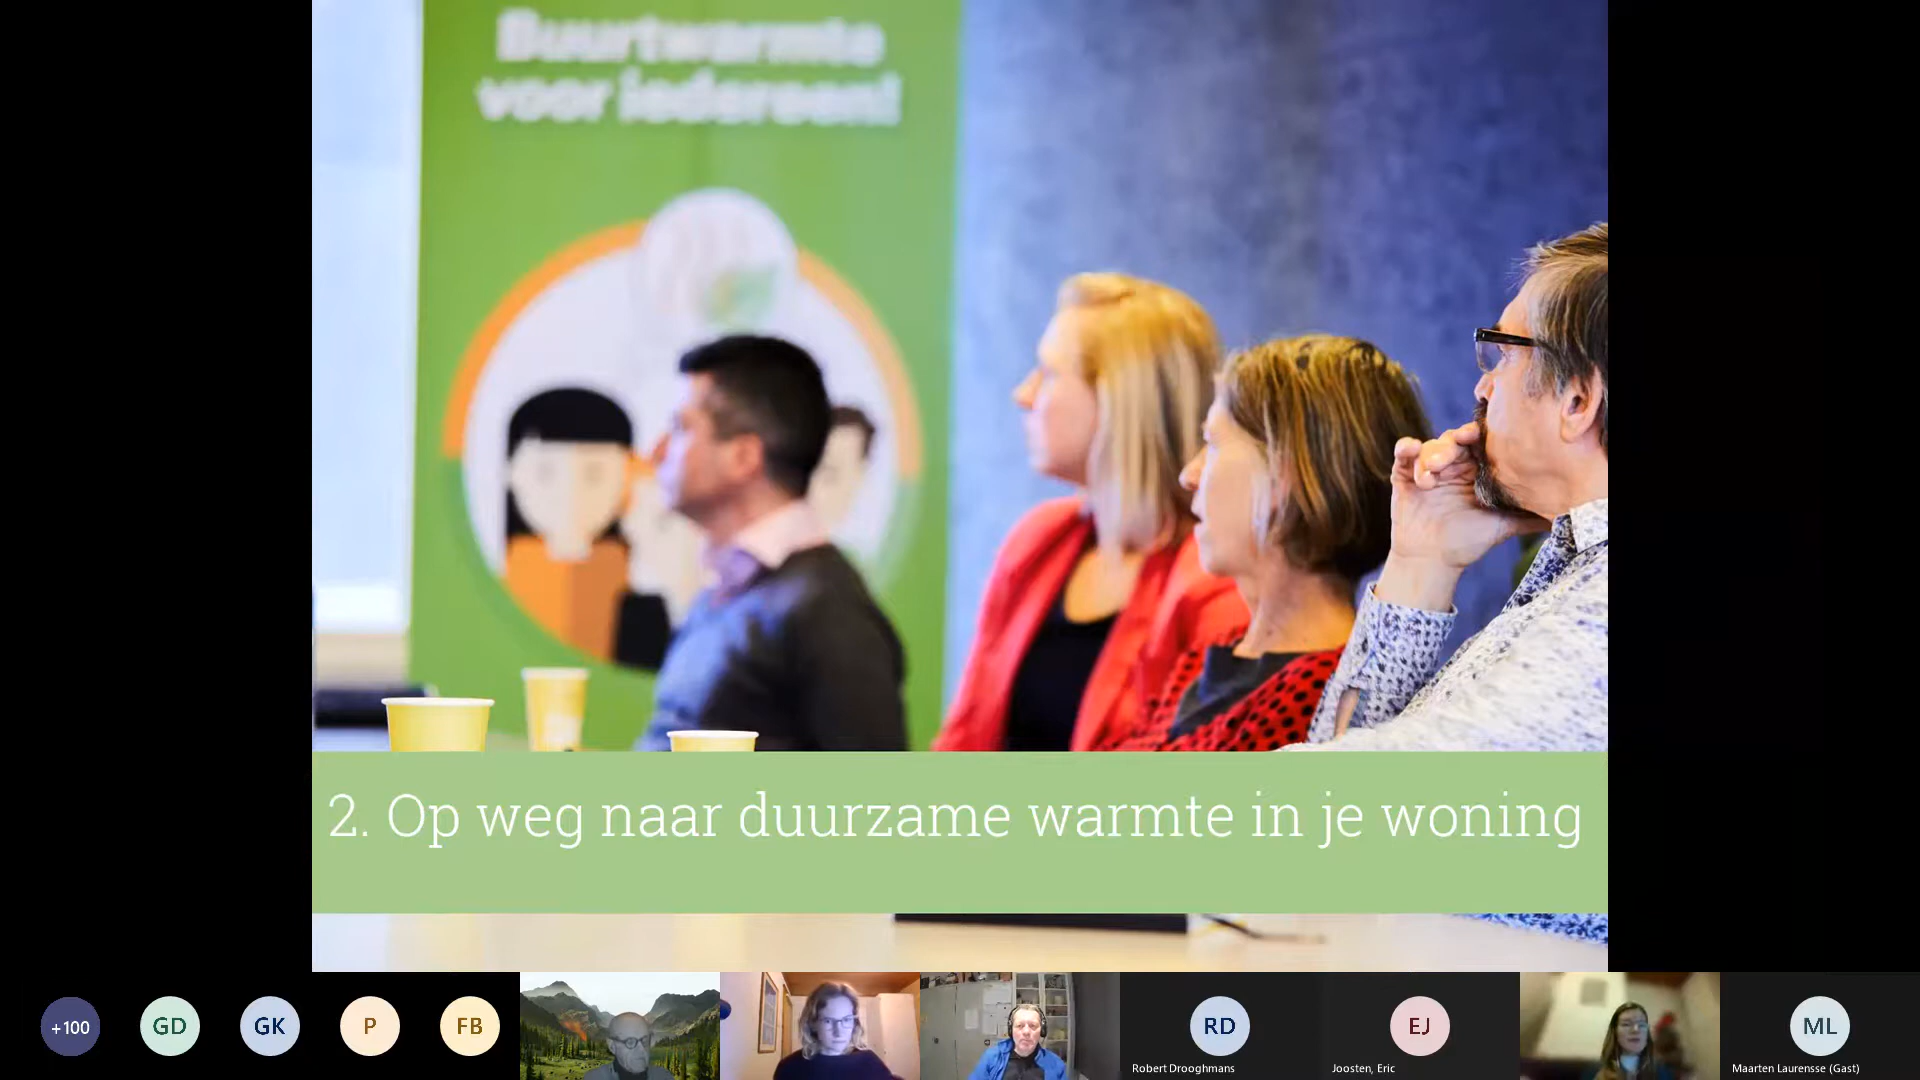 Buurtwarmte
voor iedereen!
2. Op weg naar duurzame warmte in je woning
+100
GD
GK
P
FB
RD
Robert Drooghmans
EJ
Joosten, Eric
ML
Maarten Laurensse (Gast)